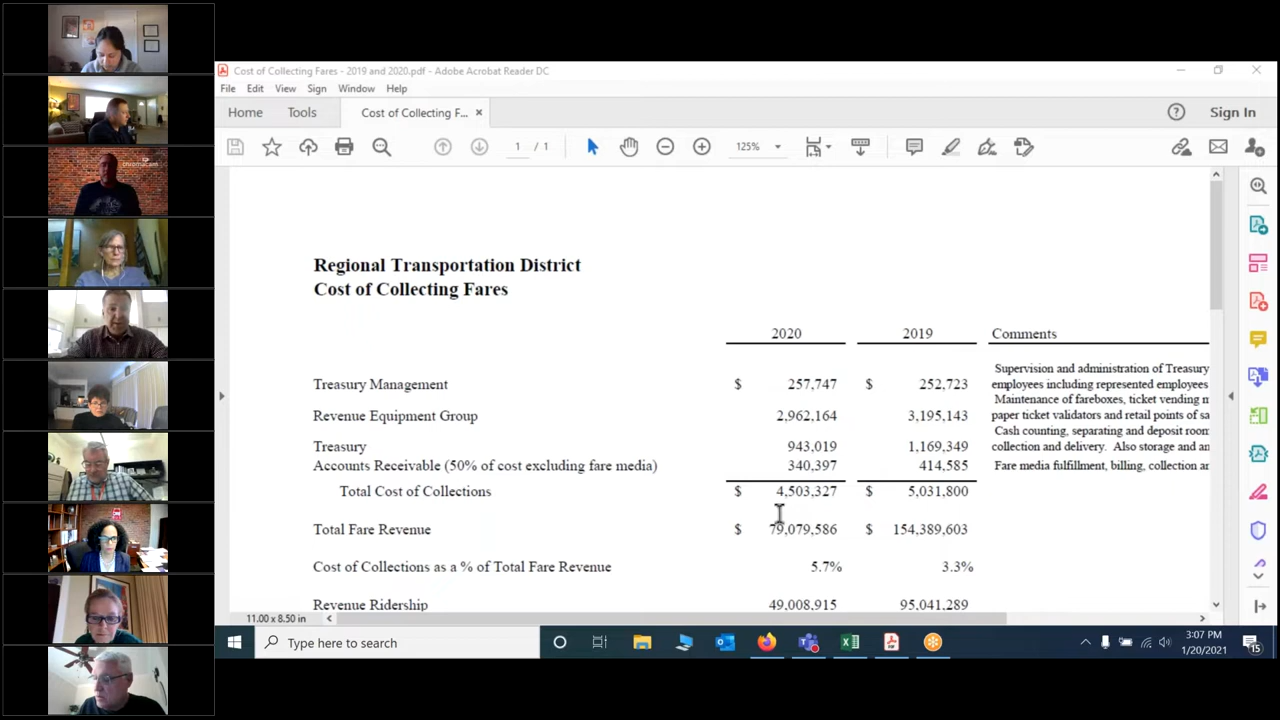 Cost of Collecting Fares - 2019 and 2020.pdf - Adobe Acrobat Reader DC
File Edit View Sign Window Help
Home Tools Cost of Collecting F... × Sign In
1 / 1 125%
Regional Transportation District
Cost of Collecting Fares
2020 2019 Comments
Supervision and administration of Treasury
Treasury Management $ 257,747 $ 252,723 employees including represented employees
Maintenance of fareboxes, ticket vending m
Revenue Equipment Group 2,962,164 3,195,143 paper ticket validators and retail points of sa
Cash counting, separating and deposit room
Treasury 943,019 1,169,349 collection and delivery. Also storage and an
Accounts Receivable (50% of cost excluding fare media) 340,397 414,585 Fare media fulfillment, billing, collection ar
Total Cost of Collections $ 4,503,327 $ 5,031,800
Total Fare Revenue $ 79,079,586 $ 154,389,603
Cost of Collections as a % of Total Fare Revenue 5.7% 3.3%
Revenue Ridership 49,008,915 95,041,289
11.00 x 8.50 in
Type here to search
3:07 PM
1/20/2021
15